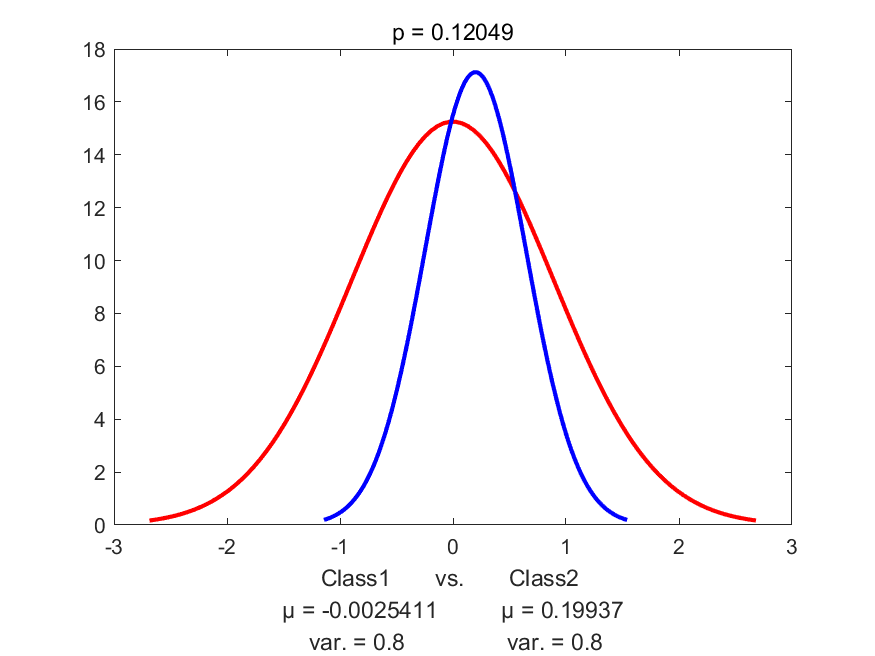 p = 0.12049
18
16
14
12
10
8
6
4
2
0
-3 -2 -1 0 1 2 3
Class1 vs. Class2
μ = -0.0025411 μ = 0.19937
var. = 0.8 var. = 0.8